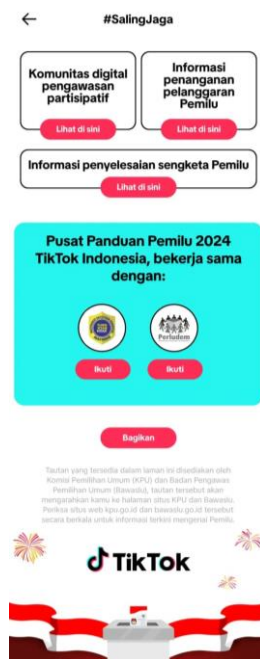 #SalingJaga
Komunitas digital
pengawasan
partisipatif
Lihat di sini
Informasi
penanganan
pelanggaran
Pemilu
Lihat di sini
Informasi penyelesaian sengketa Pemilu
Lihat di sini
Pusat Panduan Pemilu 2024
TikTok Indonesia, bekerja sama
dengan:
Perludem
Ikuti
Ikuti
Bagikan
Tautan yang tersedia dalam laman ini disediakan oleh
Komisi Pemilihan Umum (KPU) dan Badan Pengawas
Pemilihan Umum (Bawaslu), tautan tersebut akan
mengarahkan kamu ke halaman situs KPU dan Bawaslu.
Periksa situs web kpu.go.id dan bawaslu.go.id tersebut
secara berkala untuk informasi terkini mengenai Pemilu.
TikTok